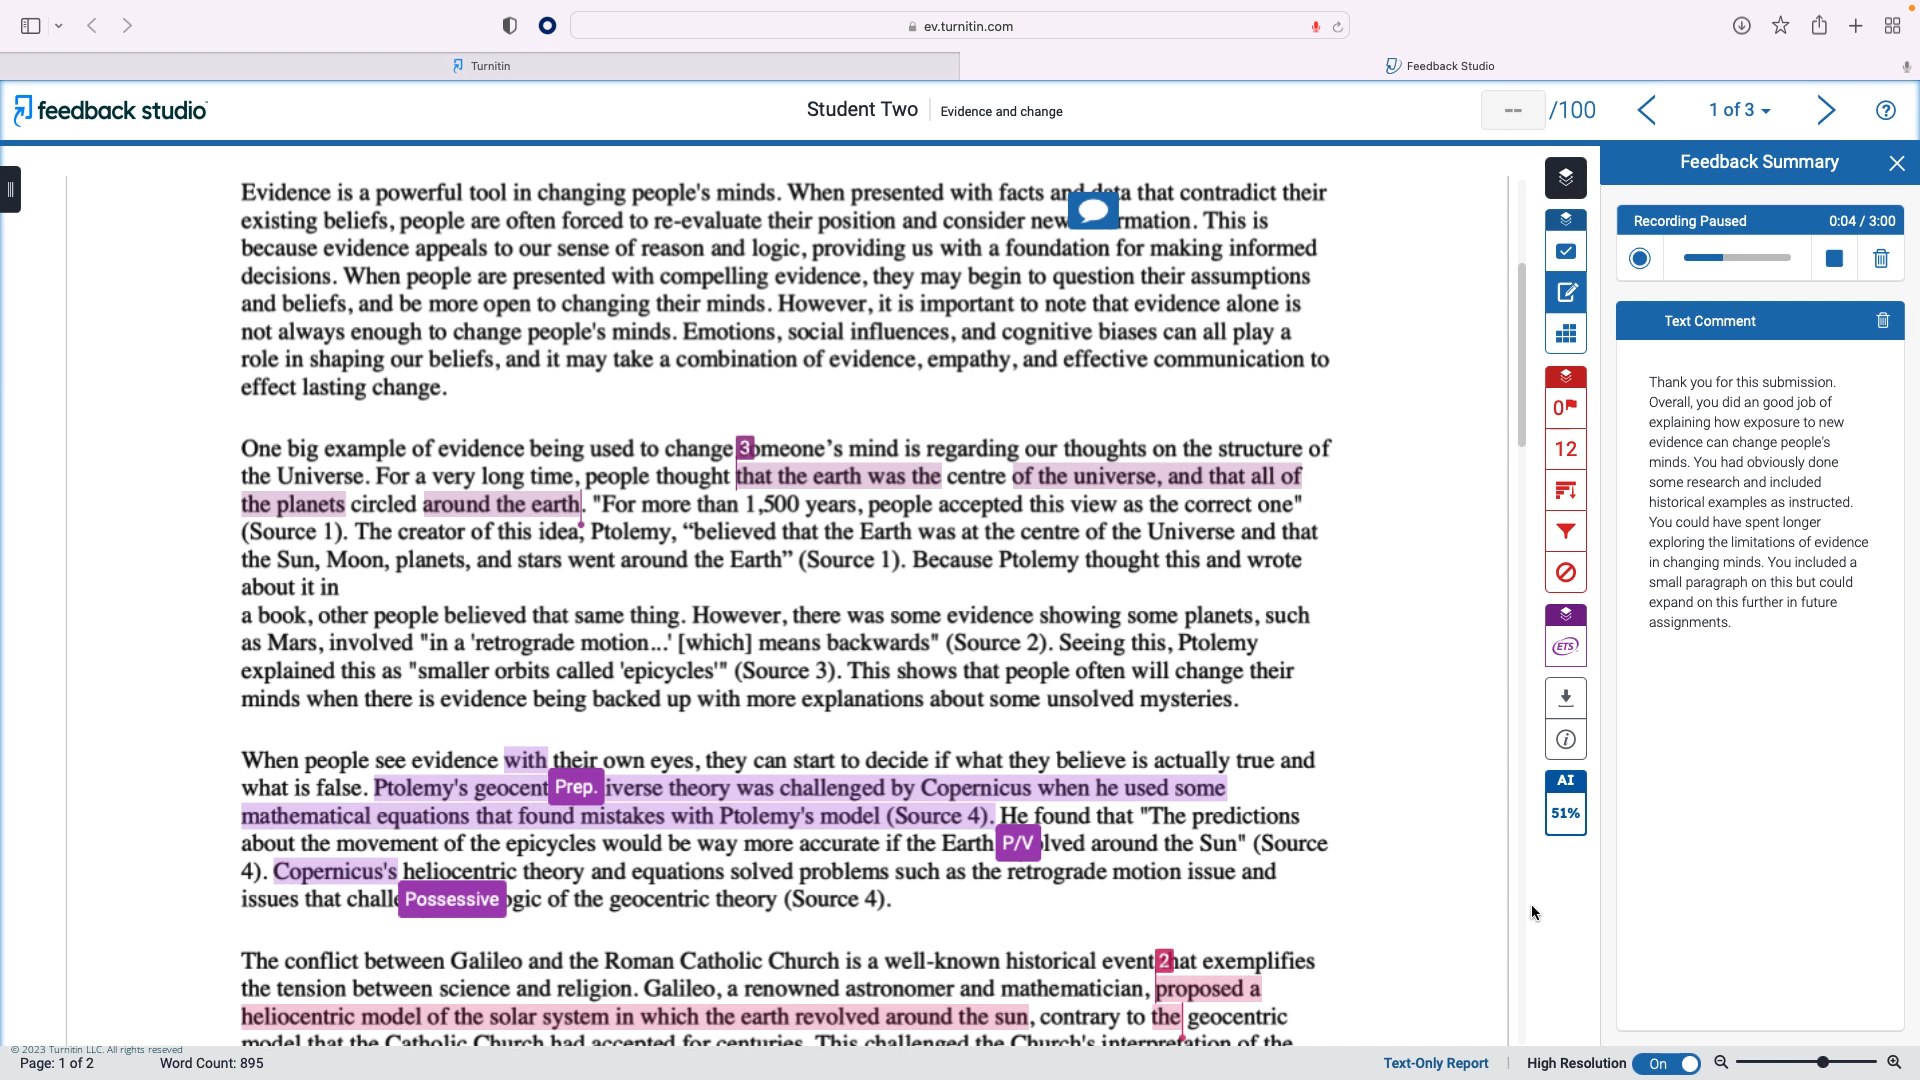 ev.turnitin.com
Turnitin
Feedback Studio
feedback studio
Student Two
Evidence and change
-- /100
1 of 3
Evidence is a powerful tool in changing people's minds. When presented with facts and data that contradict their
existing beliefs, people are often forced to re-evaluate their position and consider new rmation. This is
because evidence appeals to our sense of reason and logic, providing us with a foundation for making informed
decisions. When people are presented with compelling evidence, they may begin to question their assumptions
and beliefs, and be more open to changing their minds. However, it is important to note that evidence alone is
not always enough to change people's minds. Emotions, social influences, and cognitive biases can all play a
role in shaping our beliefs, and it may take a combination of evidence, empathy, and effective communication to
effect lasting change.
One big example of evidence being used to change 3 omeone’s mind is regarding our thoughts on the structure of
the Universe. For a very long time, people thought that the earth was the centre of the universe, and that all of
the planets circled around the earth. "For more than 1,500 years, people accepted this view as the correct one"
(Source 1). The creator of this idea, Ptolemy, “believed that the Earth was at the centre of the Universe and that
the Sun, Moon, planets, and stars went around the Earth” (Source 1). Because Ptolemy thought this and wrote
about it in
a book, other people believed that same thing. However, there was some evidence showing some planets, such
as Mars, involved "in a 'retrograde motion...' [which] means backwards" (Source 2). Seeing this, Ptolemy
explained this as "smaller orbits called 'epicycles'" (Source 3). This shows that people often will change their
minds when there is evidence being backed up with more explanations about some unsolved mysteries.
When people see evidence with their own eyes, they can start to decide if what they believe is actually true and
what is false. Ptolemy's geocent Prep. iverse theory was challenged by Copernicus when he used some
mathematical equations that found mistakes with Ptolemy's model (Source 4). He found that "The predictions
about the movement of the epicycles would be way more accurate if the Earth P/V lved around the Sun" (Source
4). Copernicus's heliocentric theory and equations solved problems such as the retrograde motion issue and
issues that challe Possessive ogic of the geocentric theory (Source 4).
The conflict between Galileo and the Roman Catholic Church is a well-known historical event 2 hat exemplifies
the tension between science and religion. Galileo, a renowned astronomer and mathematician, proposed a
heliocentric model of the solar system in which the earth revolved around the sun, contrary to the geocentric
model that the Catholic Church had accepted for centuries. This challenged the Church's interpretation of the
0
12
ETS
AI
51%
Feedback Summary
Recording Paused 0:04 / 3:00
Text Comment
Thank you for this submission.
Overall, you did an good job of
explaining how exposure to new
evidence can change people's
minds. You had obviously done
some research and included
historical examples as instructed.
You could have spent longer
exploring the limitations of evidence
in changing minds. You included a
small paragraph on this but could
expand on this further in future
assignments.
© 2023 Turnitin LLC. All rights reseved
Page: 1 of 2
Word Count: 895
Text-Only Report
High Resolution On